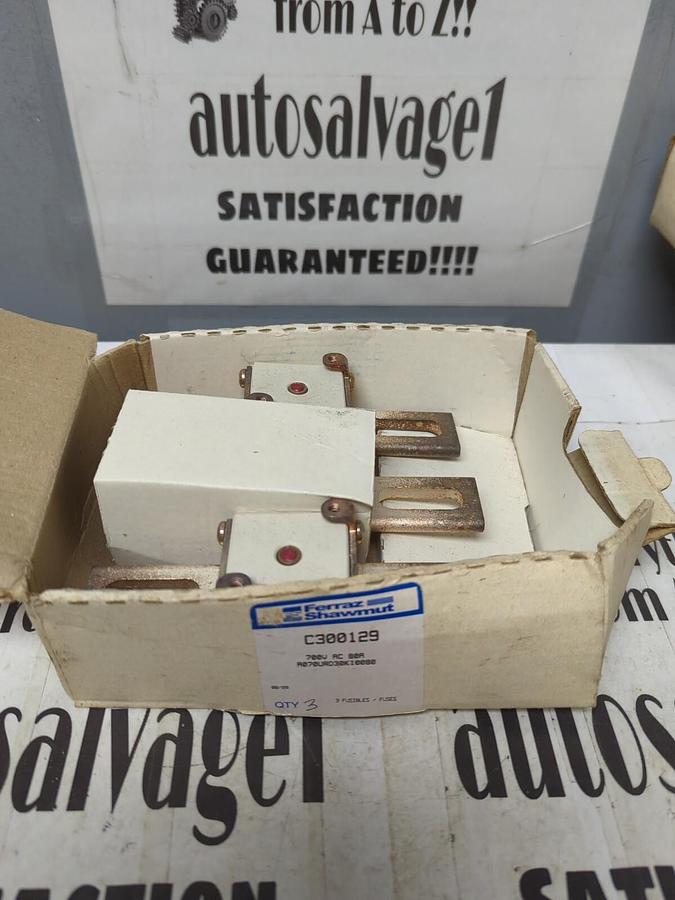 from A to Z!!
autosalvage1
SATISFACTION
GUARANTEED!!!!
Ferraz
Shawmut
C300129
700V AC 80A
A070URD30KI0080
QTY 3
3 FUSIBLES / FUSES
salvage1
autos